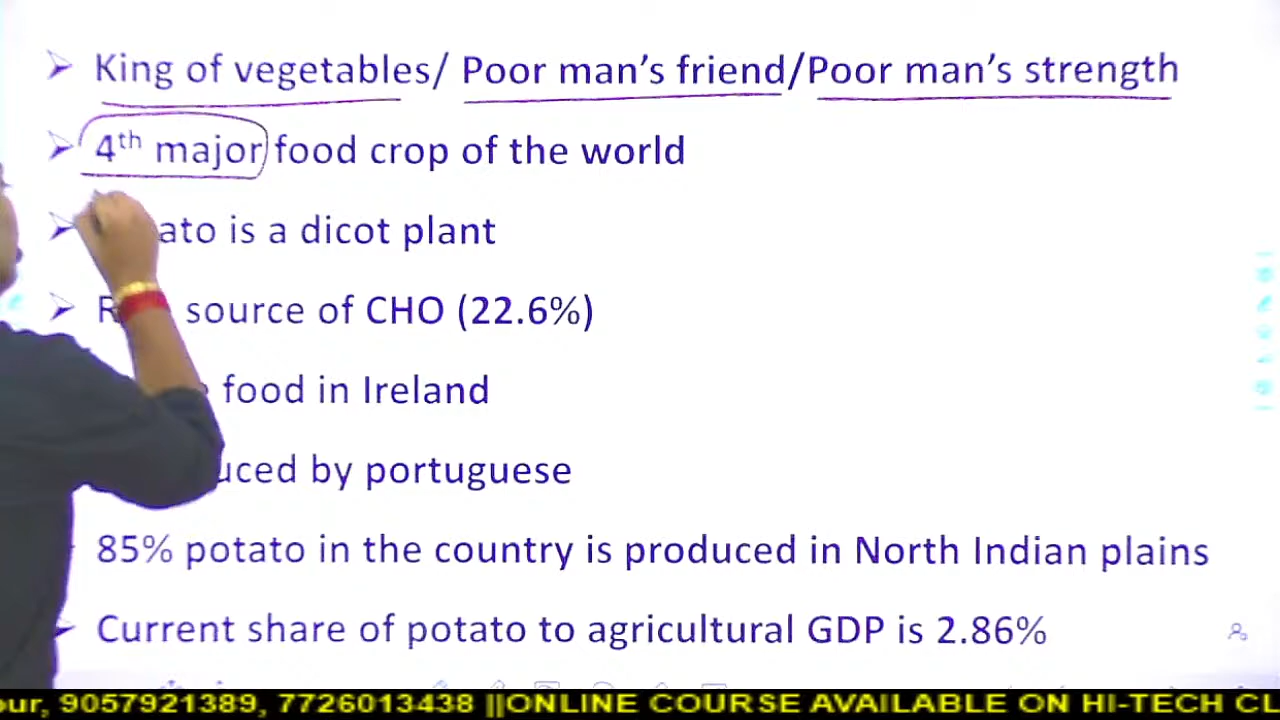 King of vegetables/ Poor man's friend/Poor man's strength
4th major food crop of the world
is a dicot plant
source of CHO (22.6%)
food in Ireland
by portuguese
85% potato in the country is produced in North Indian plains
Current share of potato to agricultural GDP is 2.86%
9057921389, 7726013438 ||ONLINE COURSE AVAILABLE ON HI-TECH